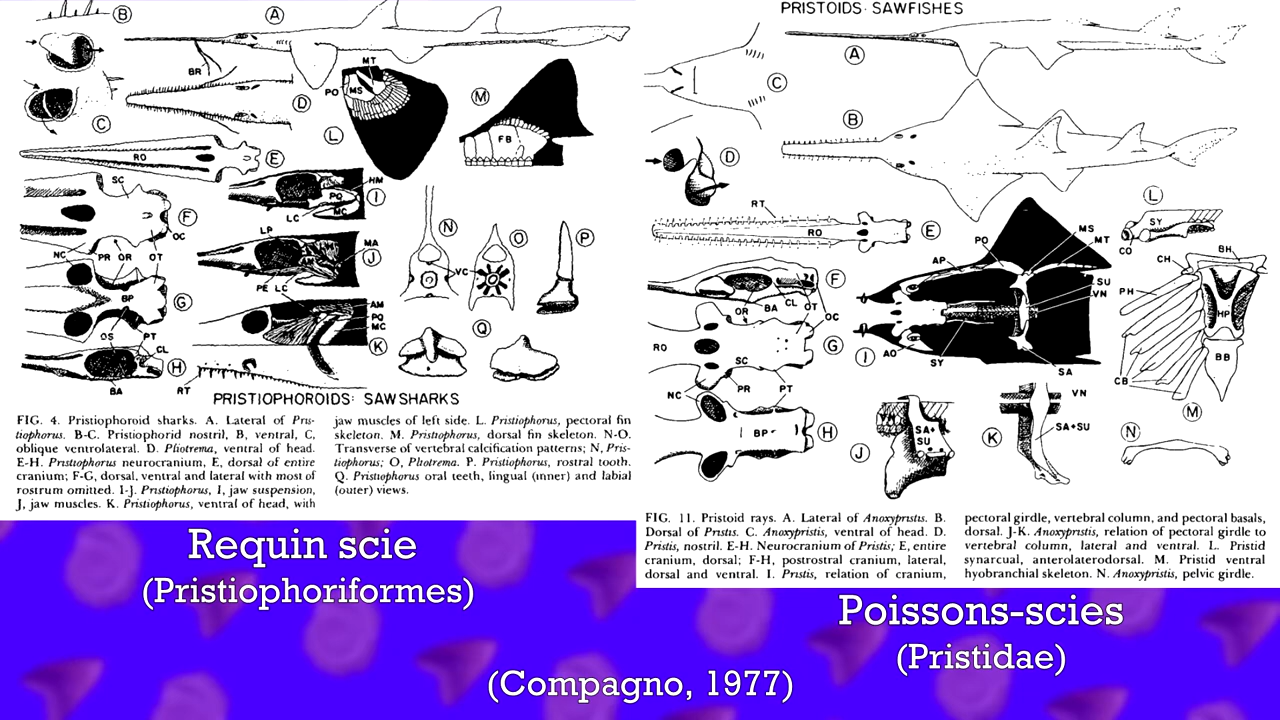 PRISTIOPHOROIDS: SAWSHARKS
FIG. 4. Pristiophoroid sharks. A. Lateral of Pris-
tiophorus. B-C. Pristiophorid nostril, B, ventral, C,
oblique ventrolateral. D. Pliotrema, ventral of head.
E-H. Pristiophorus neurocranium, E, dorsal of entire
cranium; F-G, dorsal, ventral and lateral with most of
rostrum omitted. I-J. Pristiophorus, I, jaw suspension,
J, jaw muscles. K. Pristiophorus, ventral of head, with
jaw muscles of left side. L. Pristiophorus, pectoral fin
skeleton. M. Pristiophorus, dorsal fin skeleton. N-O.
Transverse of vertebral calcification patterns; N, Pris-
tiophorus; O, Pliotrema. P. Pristiophorus, rostral tooth.
Q. Pristiophorus oral teeth, lingual (inner) and labial
(outer) views.
Requin scie
(Pristiophoriformes)
PRISTOIDS: SAWFISHES
FIG. 11. Pristoid rays. A. Lateral of Anoxypristis. B.
Dorsal of Pristis. C. Anoxypristis, ventral of head. D.
Pristis, nostril. E-H. Neurocranium of Pristis; E, entire
cranium, dorsal; F-H, postrostral cranium, lateral,
dorsal and ventral. I. Pristis, relation of cranium,
pectoral girdle, vertebral column, and pectoral basals,
dorsal. J-K. Anoxypristis, relation of pectoral girdle to
vertebral column, lateral and ventral. L. Pristid
synarcual, anterolaterodorsal. M. Pristid ventral
hyobranchial skeleton. N. Anoxypristis, pelvic girdle.
Poissons-scies
(Pristidae)
(Compagno, 1977)